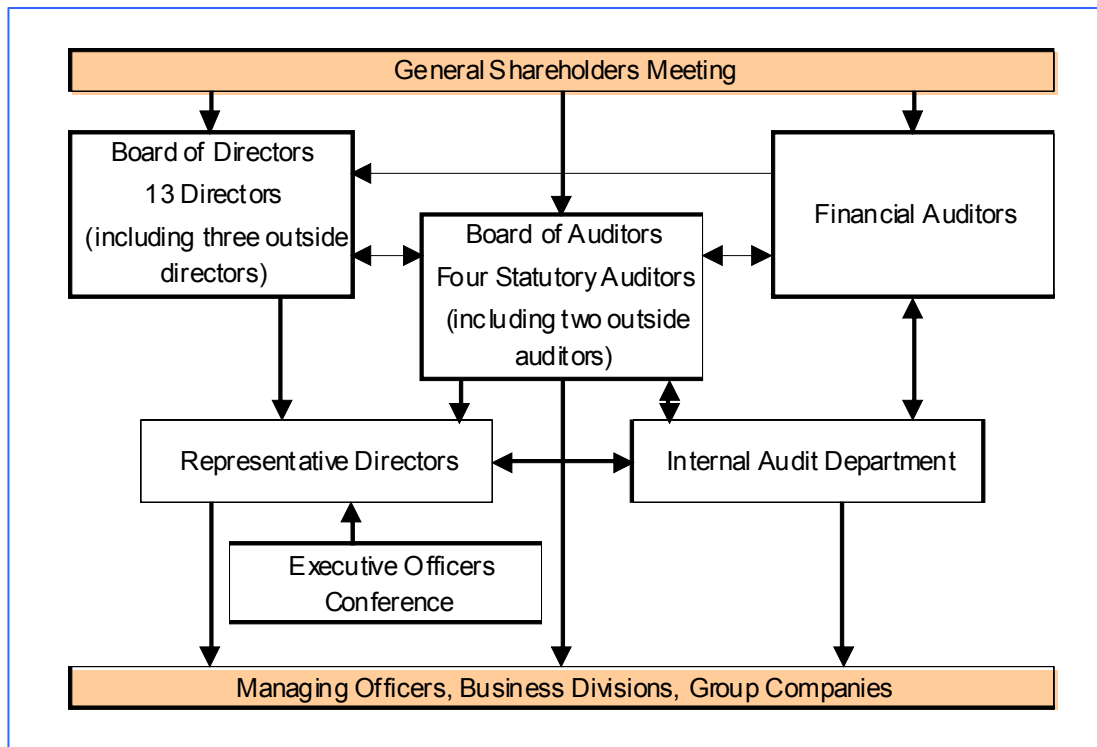 General Shareholders Meeting
Board of Directors
13 Directors
(including three outside
directors)
Board of Auditors
Four Statutory Auditors
(including two outside
auditors)
Financial Auditors
Representative Directors
Internal Audit Department
Executive Officers
Conference
Managing Officers, Business Divisions, Group Companies